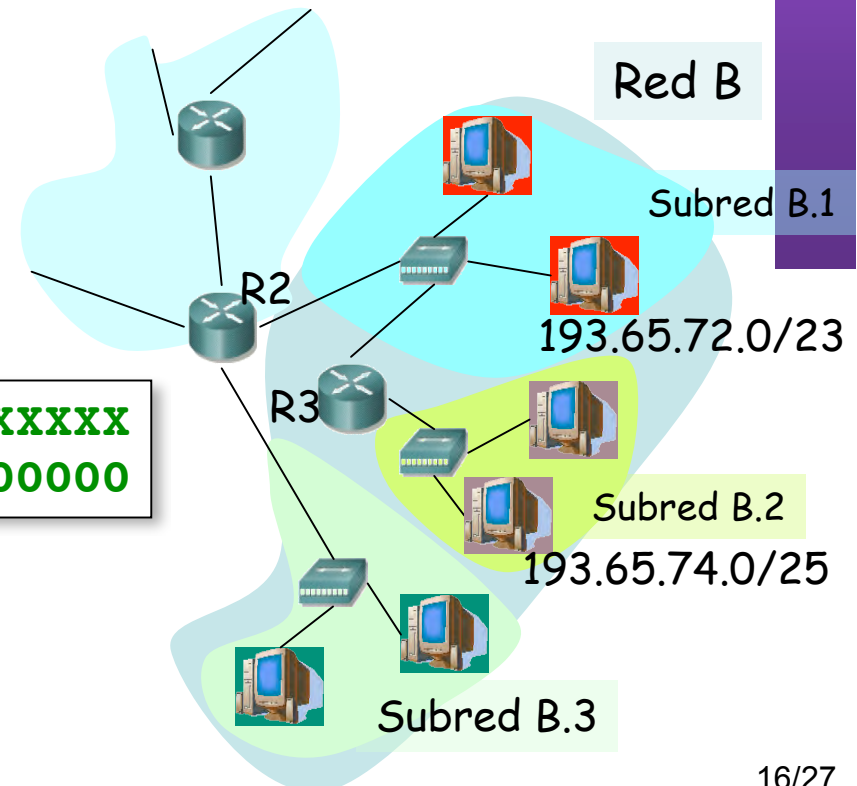 Red B
Subred B.1
R2
193.65.72.0/23
R3
XXXXX
00000
Subred B.2
193.65.74.0/25
Subred B.3
16/27